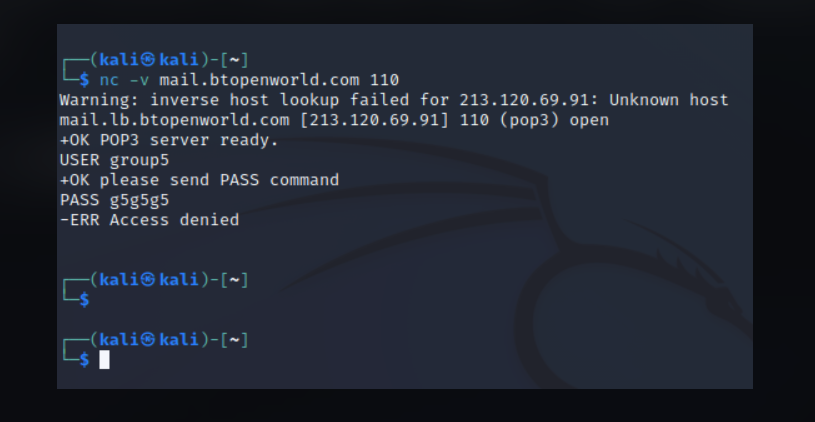 ┌──(kali㉿kali)-[~]
└─$ nc -v mail.btopenworld.com 110
Warning: inverse host lookup failed for 213.120.69.91: Unknown host
mail.lb.btopenworld.com [213.120.69.91] 110 (pop3) open
+OK POP3 server ready.
USER group5
+OK please send PASS command
PASS g5g5g5
-ERR Access denied
┌──(kali㉿kali)-[~]
└─$
┌──(kali㉿kali)-[~]
└─$